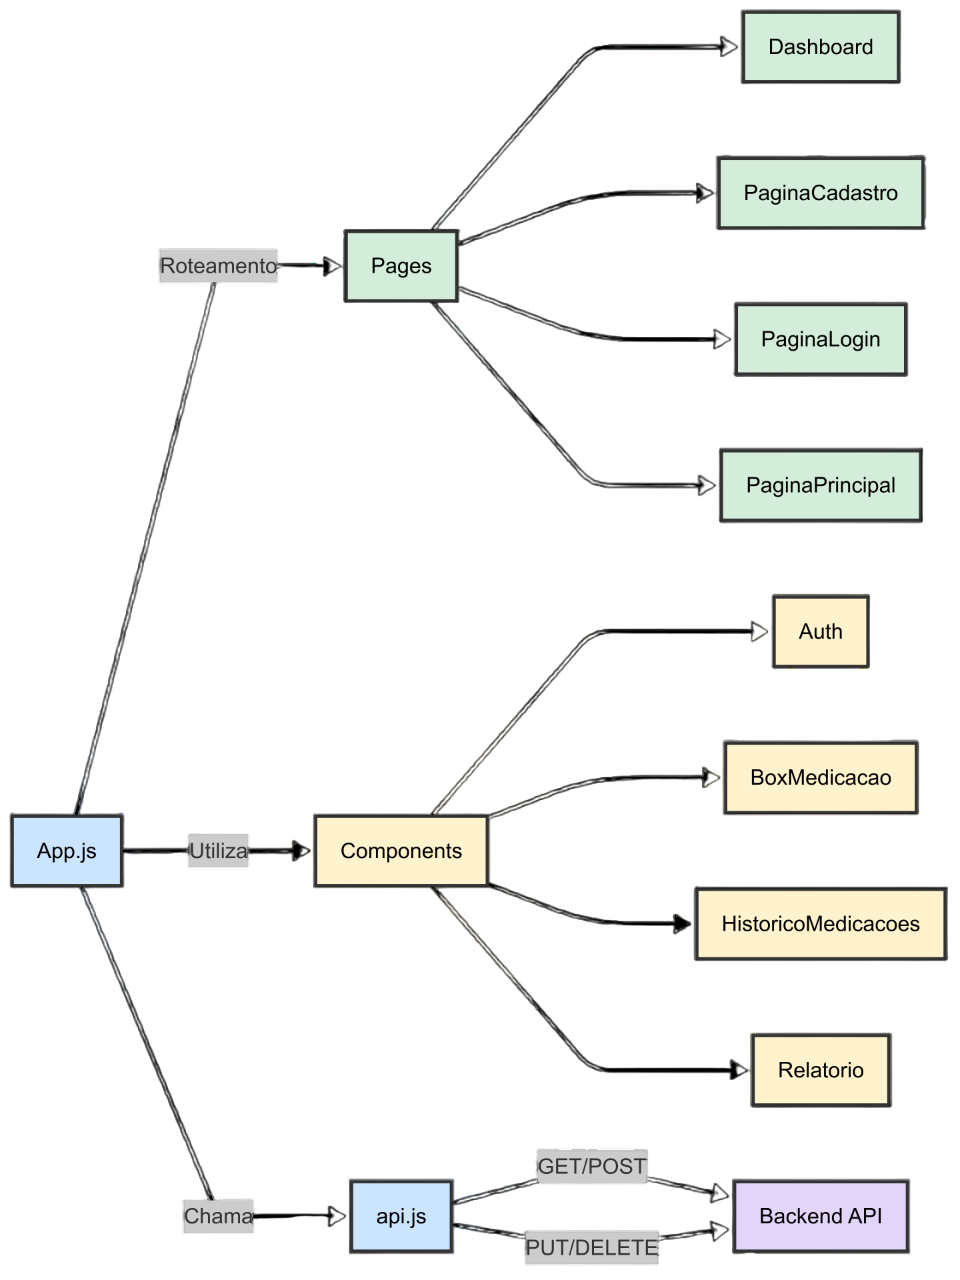 Dashboard
PaginaCadastro
Roteamento
Pages
PaginaLogin
PaginaPrincipal
Auth
BoxMedicacao
App.js
Utiliza
Components
HistoricoMedicacoes
Relatorio
GET/POST
Chama
api.js
Backend API
PUT/DELETE